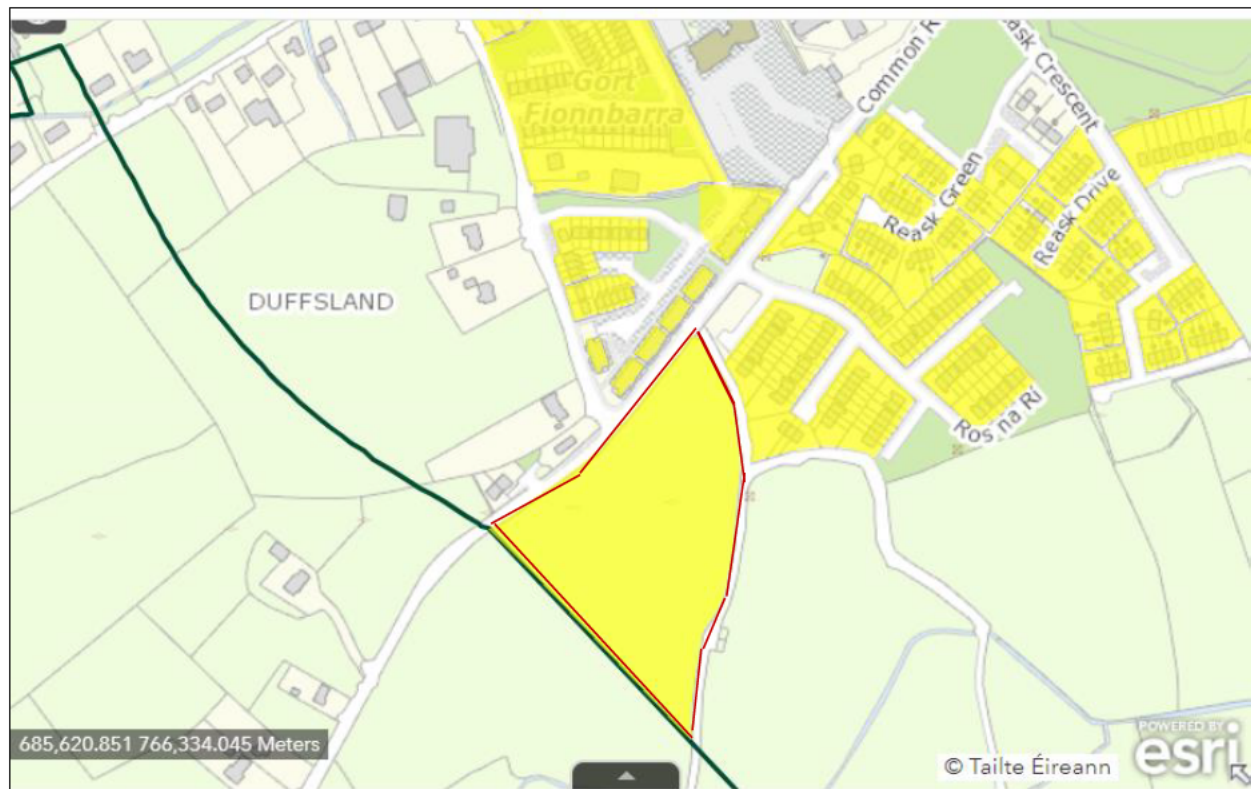 Gort
Fionnbarra
Common R
ask Crescent
Reask Green
Reask Drive
DUFFSLAND
Ros na Ri
685,620.851 766,334.045 Meters
POWERED BY
esri
© Tailte Éireann